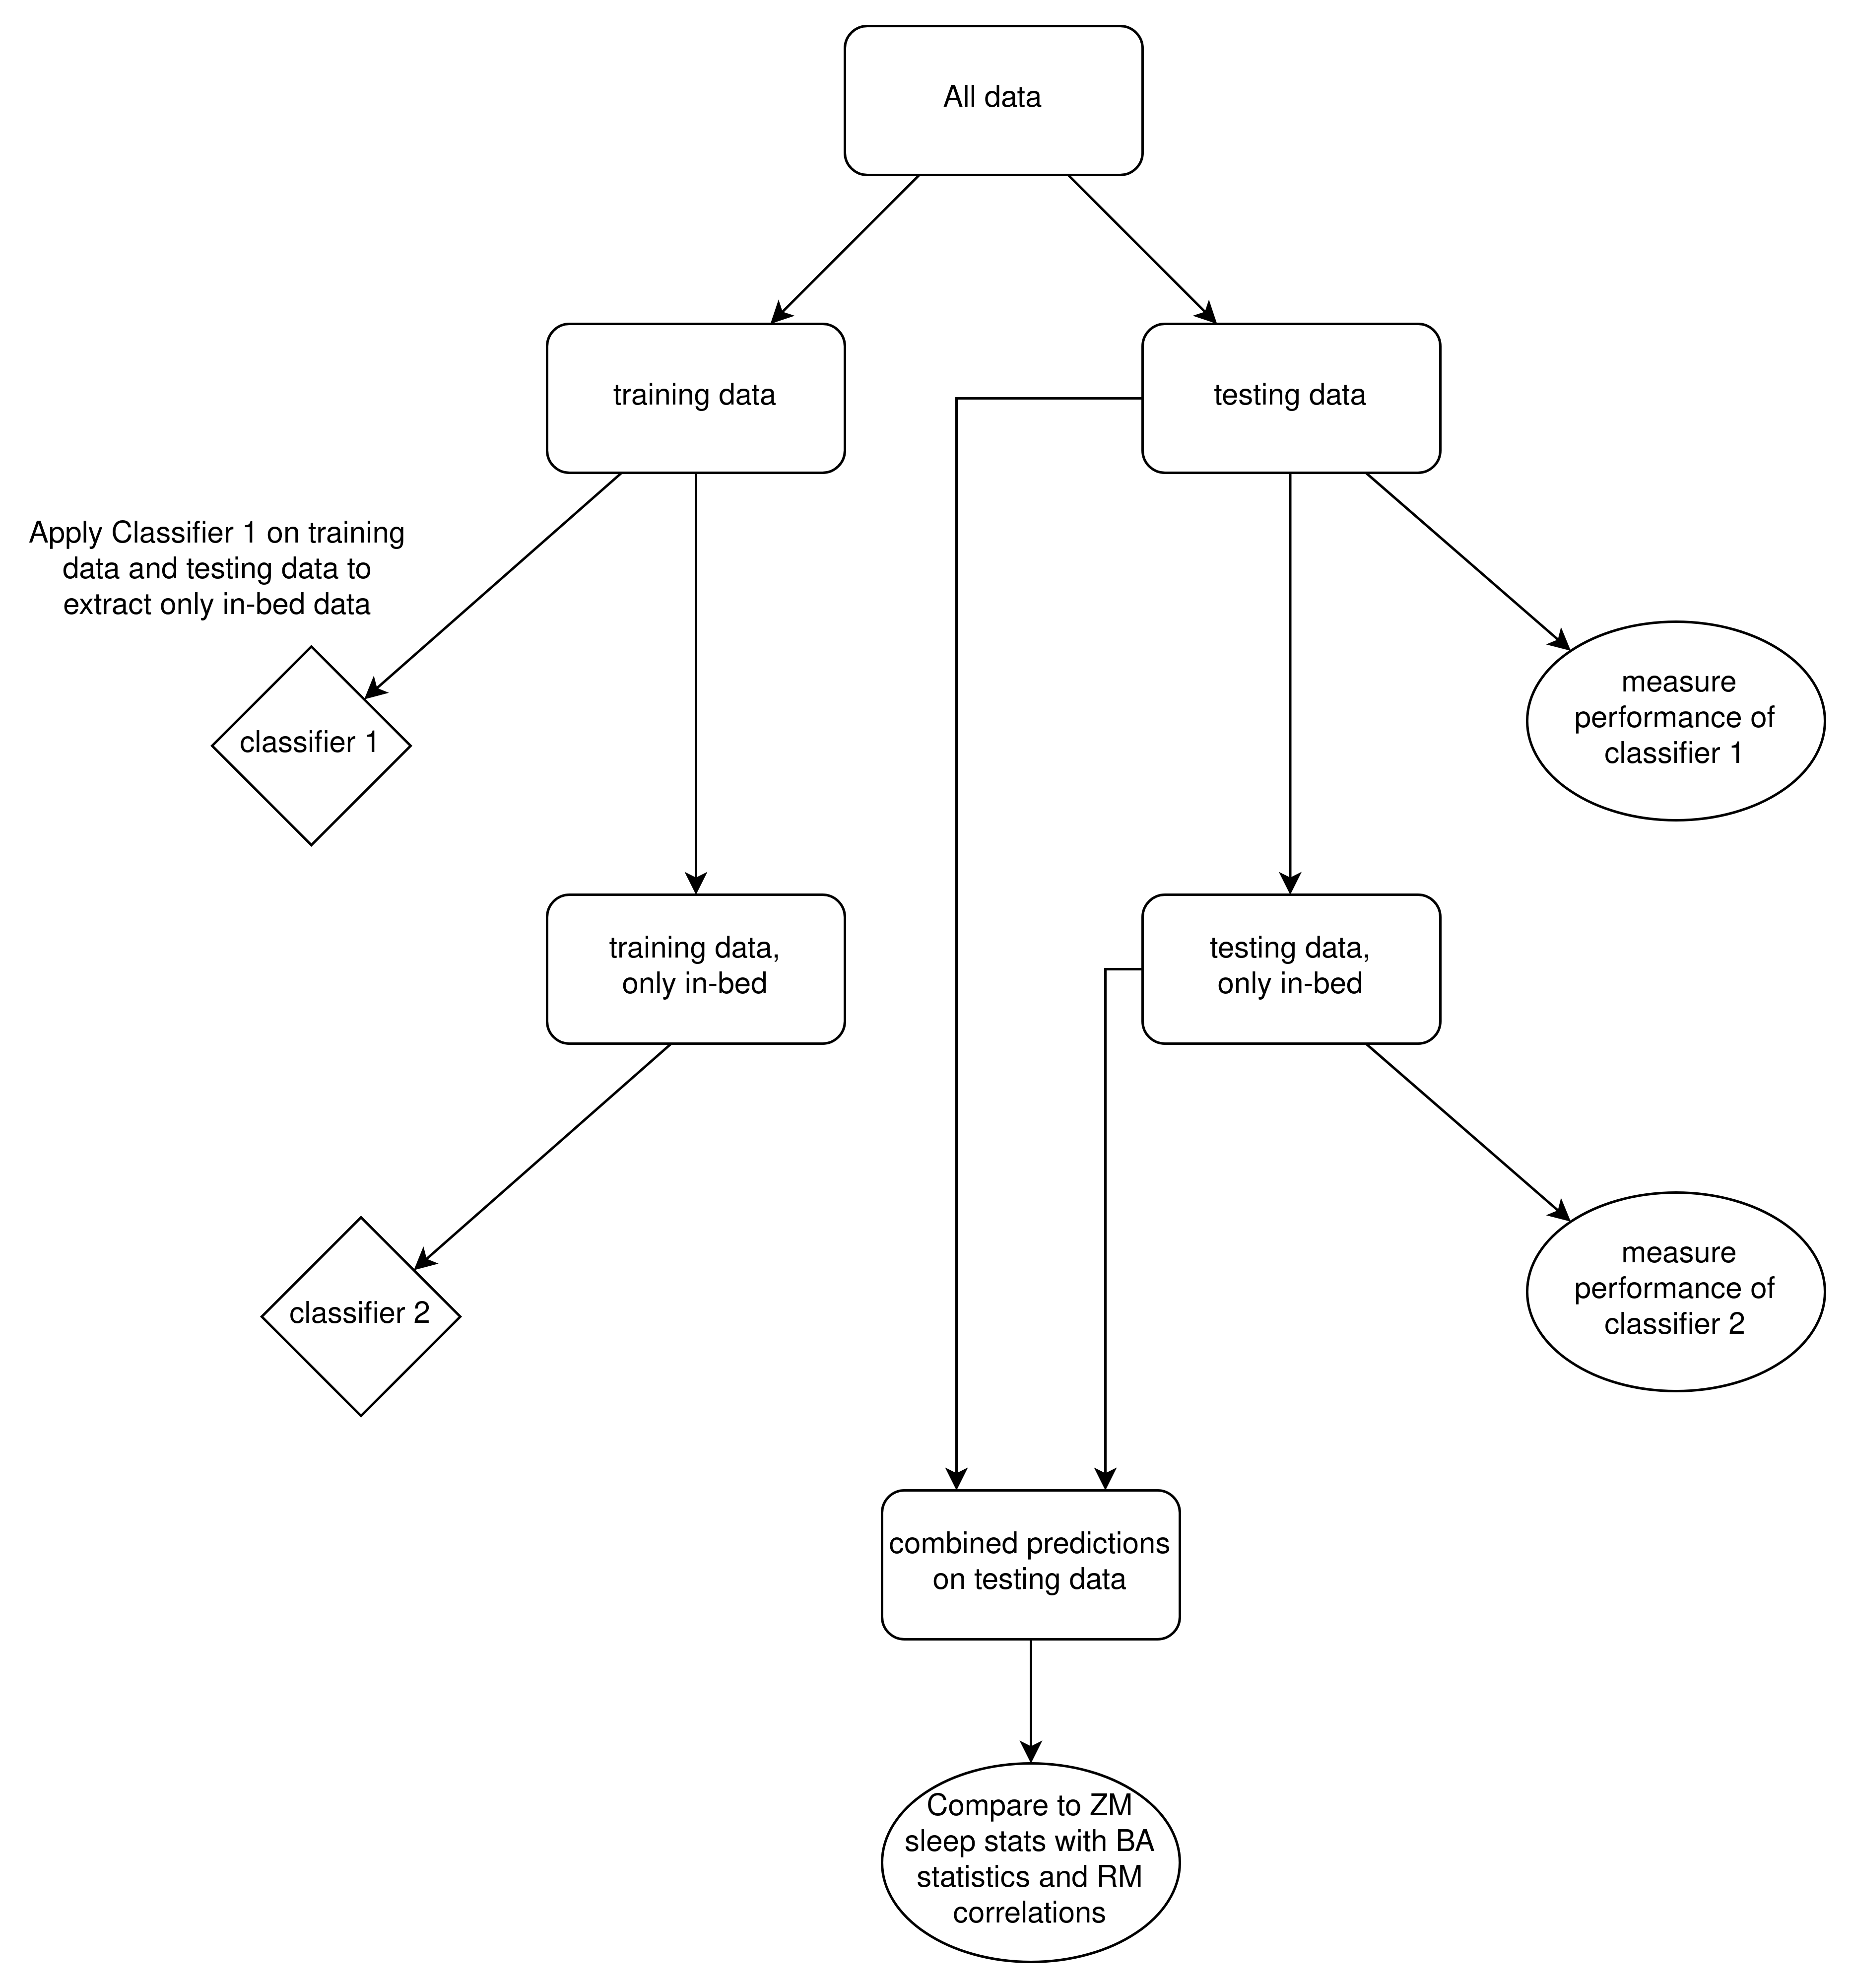 All data
training data
testing data
Apply Classifier 1 on training
data and testing data to
extract only in-bed data
classifier 1
measure
performance of
classifier 1
training data,
only in-bed
testing data,
only in-bed
classifier 2
measure
performance of
classifier 2
combined predictions
on testing data
Compare to ZM
sleep stats with BA
statistics and RM
correlations